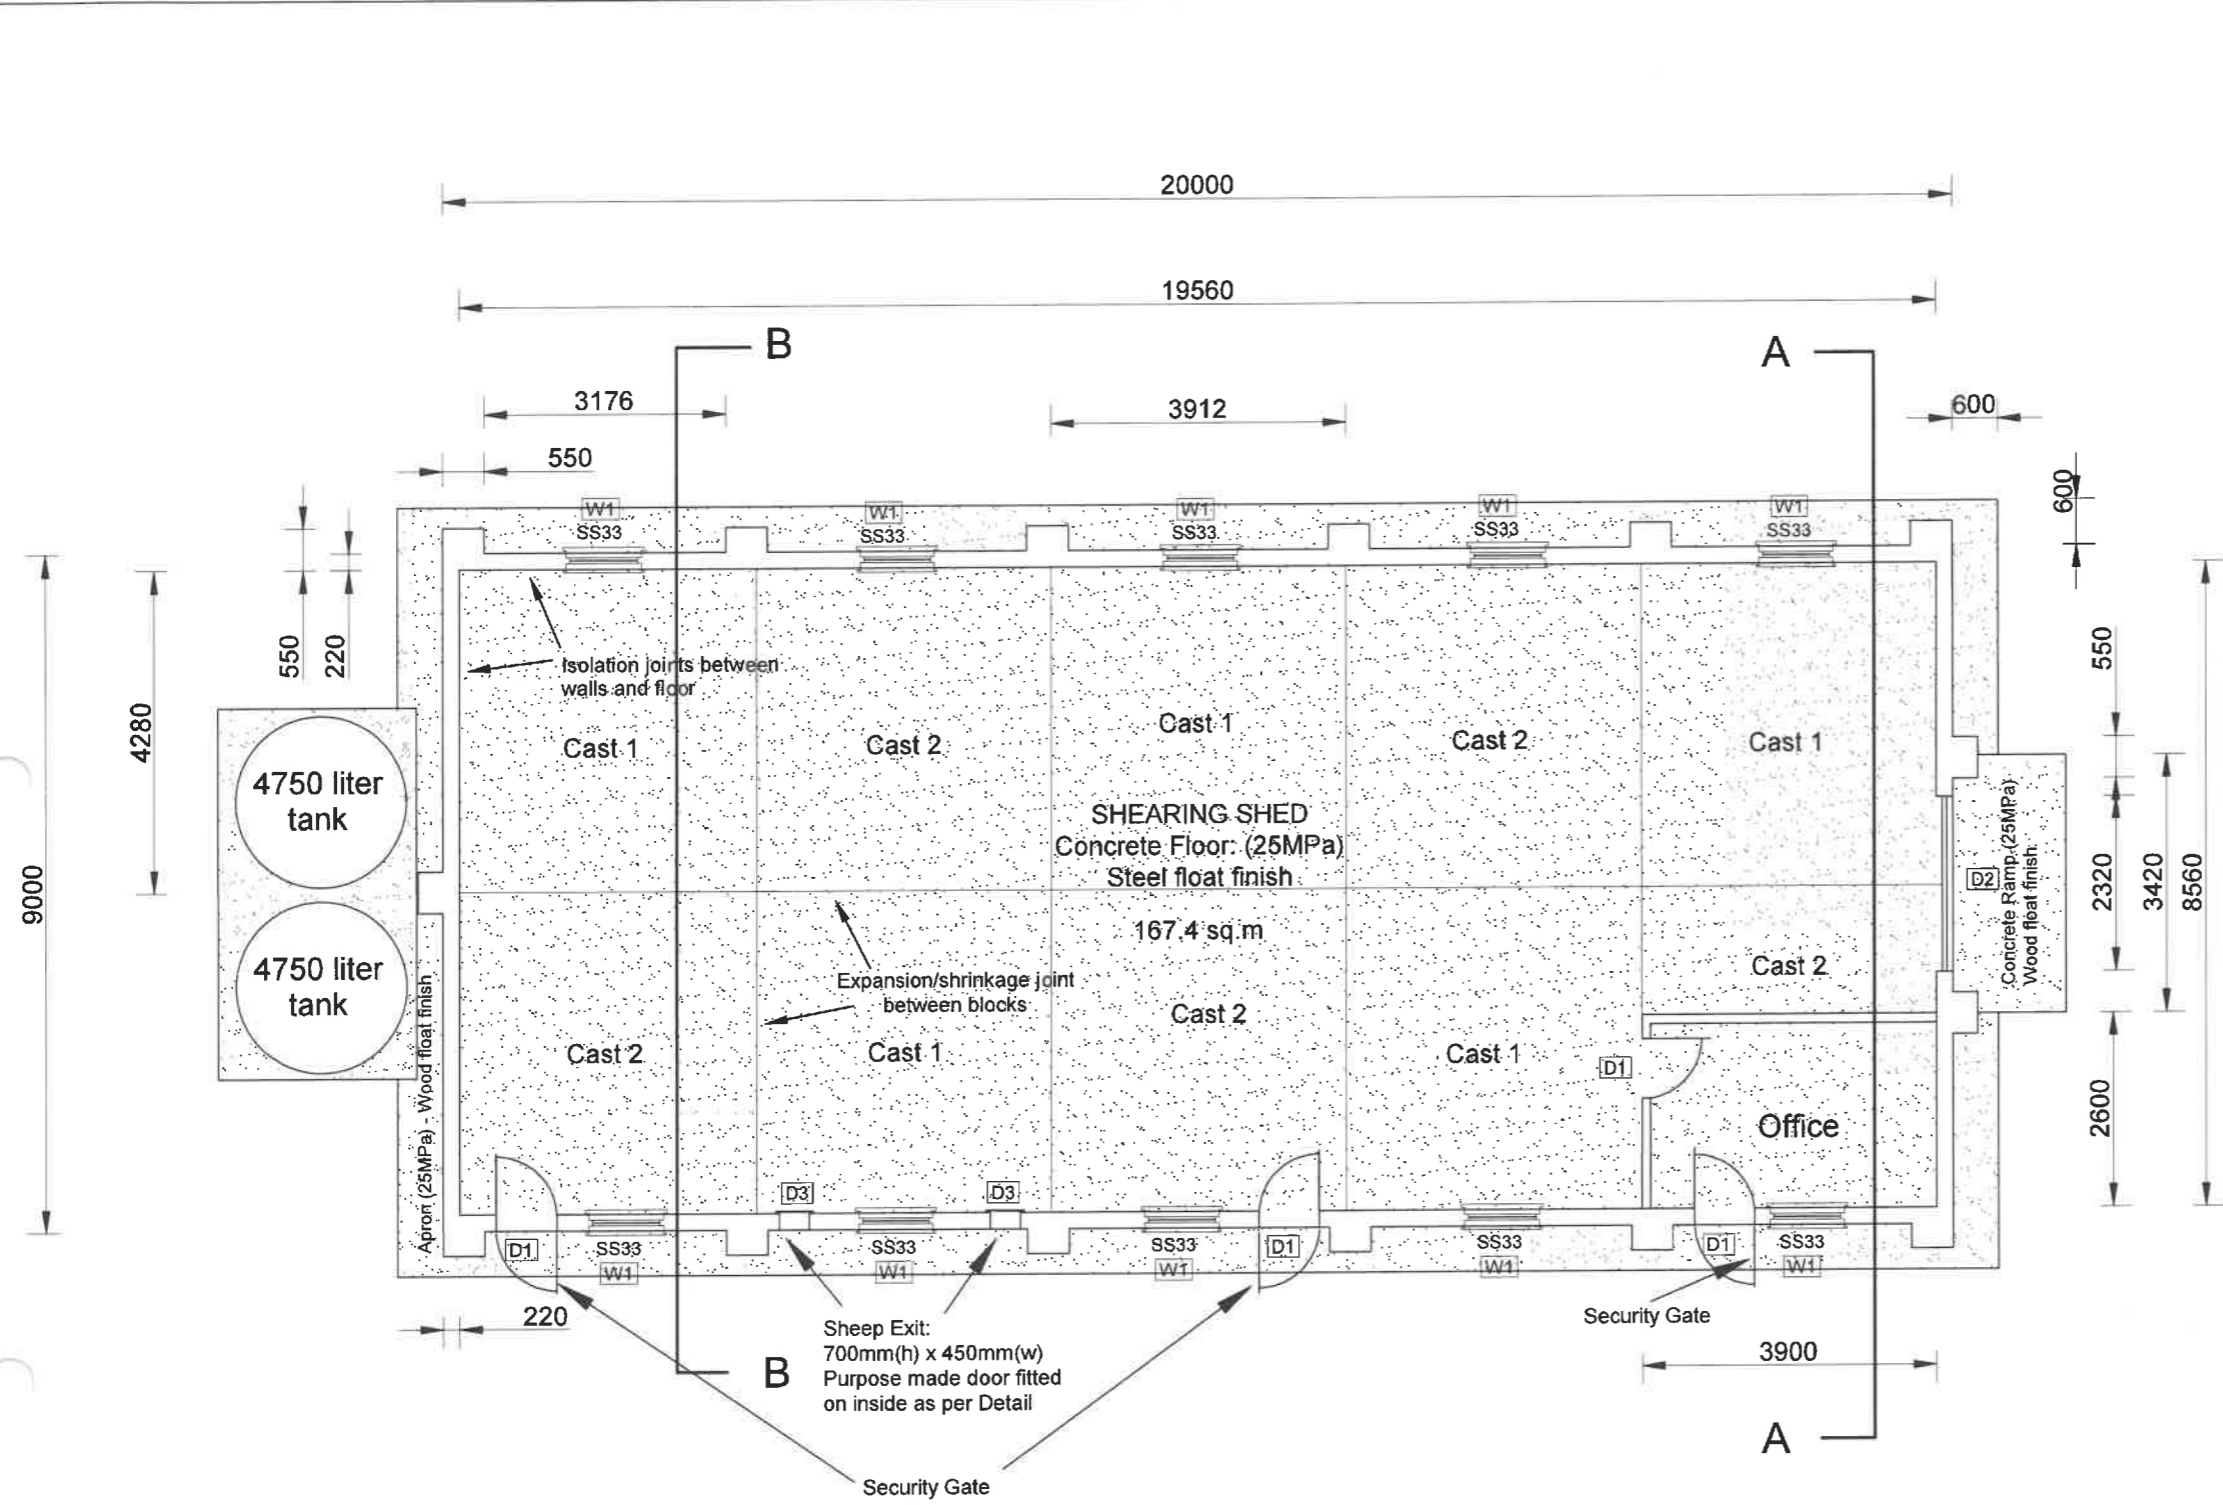 20000
19560
B
A
3176
3912
600
550
600
W1
W1
W1
W1
W1
SS33
SS33
SS33
SS33
SS33
550
220
4280
9000
Isolation joints between
walls and floor
Cast 1
Cast 2
Cast 1
Cast 2
Cast 1
4750 liter
tank
4750 liter
tank
SHEARING SHED
Concrete Floor: (25MPa)
Steel float finish
167.4 sq.m
550
2320
3420
8560
2600
D2
Concrete Ramp (25MPa)
Wood float finish
Expansion/shrinkage joint
between blocks
Cast 2
Cast 1
Cast 2
Cast 1
Cast 2
D1
Office
Apron (25MPa) - Wood float finish
D3
D3
D1
SS33
SS33
SS33
D1
SS33
D1
SS33
W1
W1
W1
W1
W1
220
Sheep Exit:
700mm(h) x 450mm(w)
Purpose made door fitted
on inside as per Detail
Security Gate
3900
B
A
Security Gate